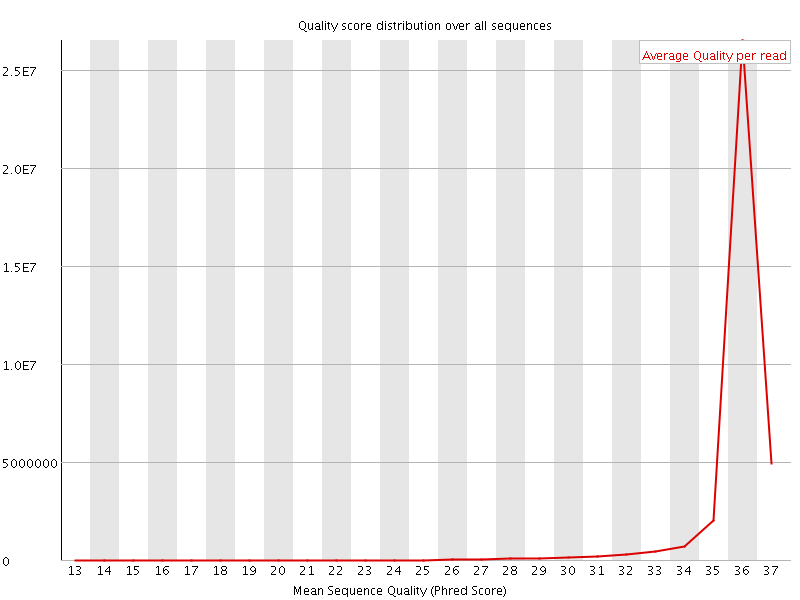 Quality score distribution over all sequences
Average Quality per read
2.5E7
2.0E7
1.5E7
1.0E7
5000000
0
13 14 15 16 17 18 19 20 21 22 23 24 25 26 27 28 29 30 31 32 33 34 35 36 37
Mean Sequence Quality (Phred Score)